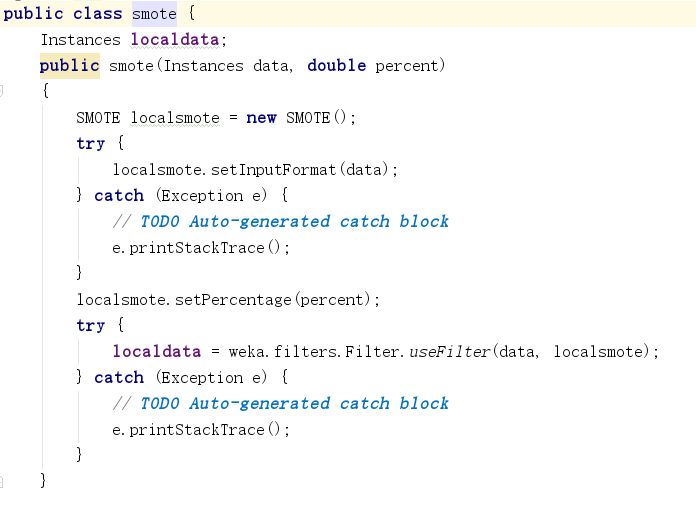 public class smote {
    Instances localdata;
    public smote(Instances data, double percent)
    {
        SMOTE localsmote = new SMOTE();
        try {
            localsmote.setInputFormat(data);
        } catch (Exception e) {
            // TODO Auto-generated catch block
            e.printStackTrace();
        }
        localsmote.setPercentage(percent);
        try {
            localdata = weka.filters.Filter.useFilter(data, localsmote);
        } catch (Exception e) {
            // TODO Auto-generated catch block
            e.printStackTrace();
        }
    }